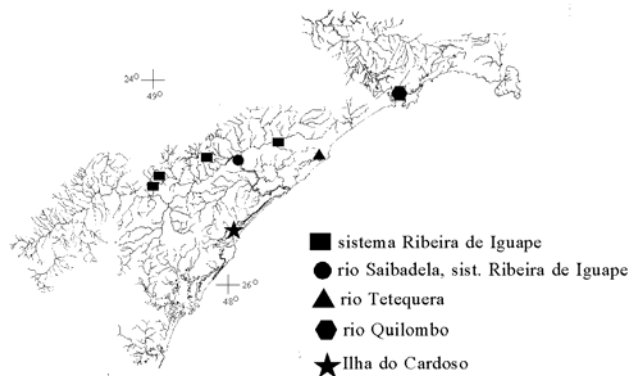 24°
49°
26°
48°
sistema Ribeira de Iguape
rio Saibadela, sist. Ribeira de Iguape
rio Tetequera
rio Quilombo
Ilha do Cardoso